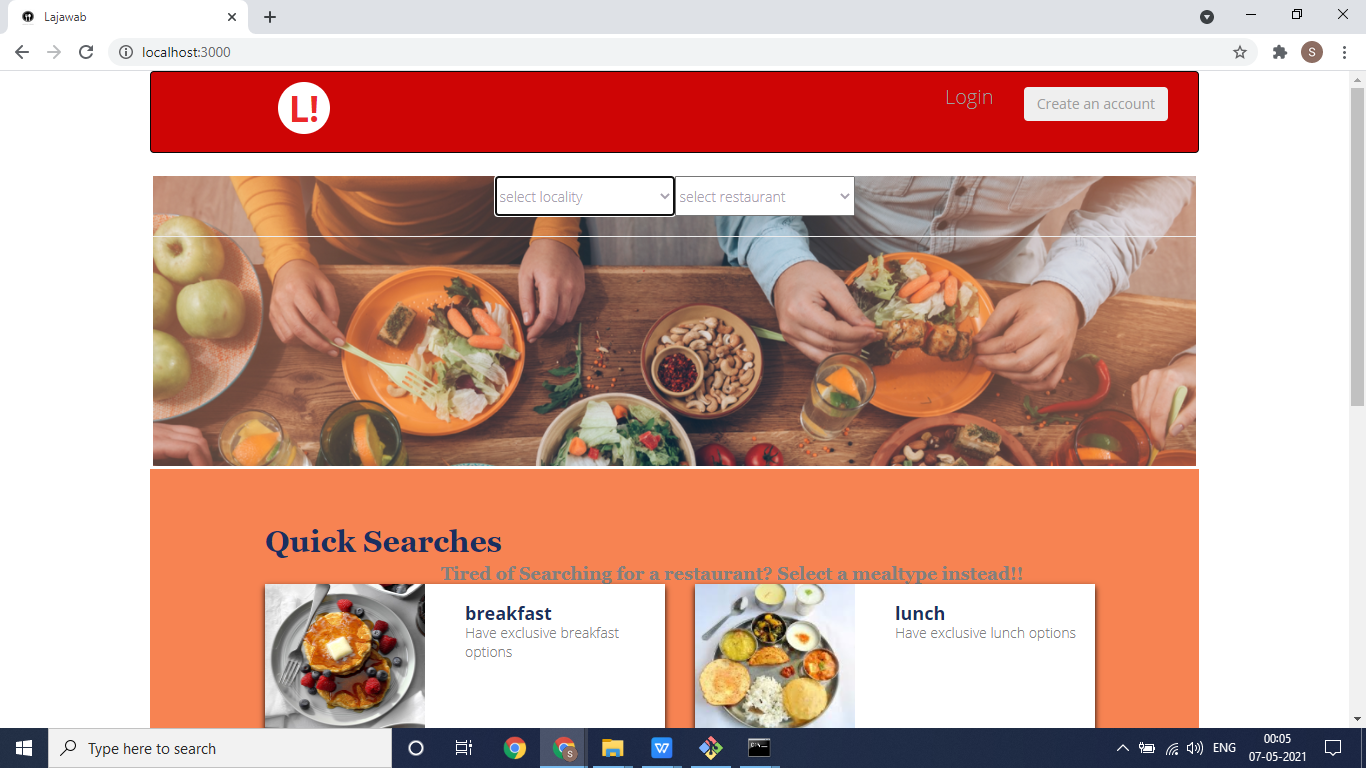 Lajawab
localhost:3000
S
L!
Login
Create an account
select locality
select restaurant
Quick Searches
Tired of Searching for a restaurant? Select a mealtype instead!!
breakfast
Have exclusive breakfast
options
lunch
Have exclusive lunch options
Type here to search
S
W
ENG
00:05
07-05-2021